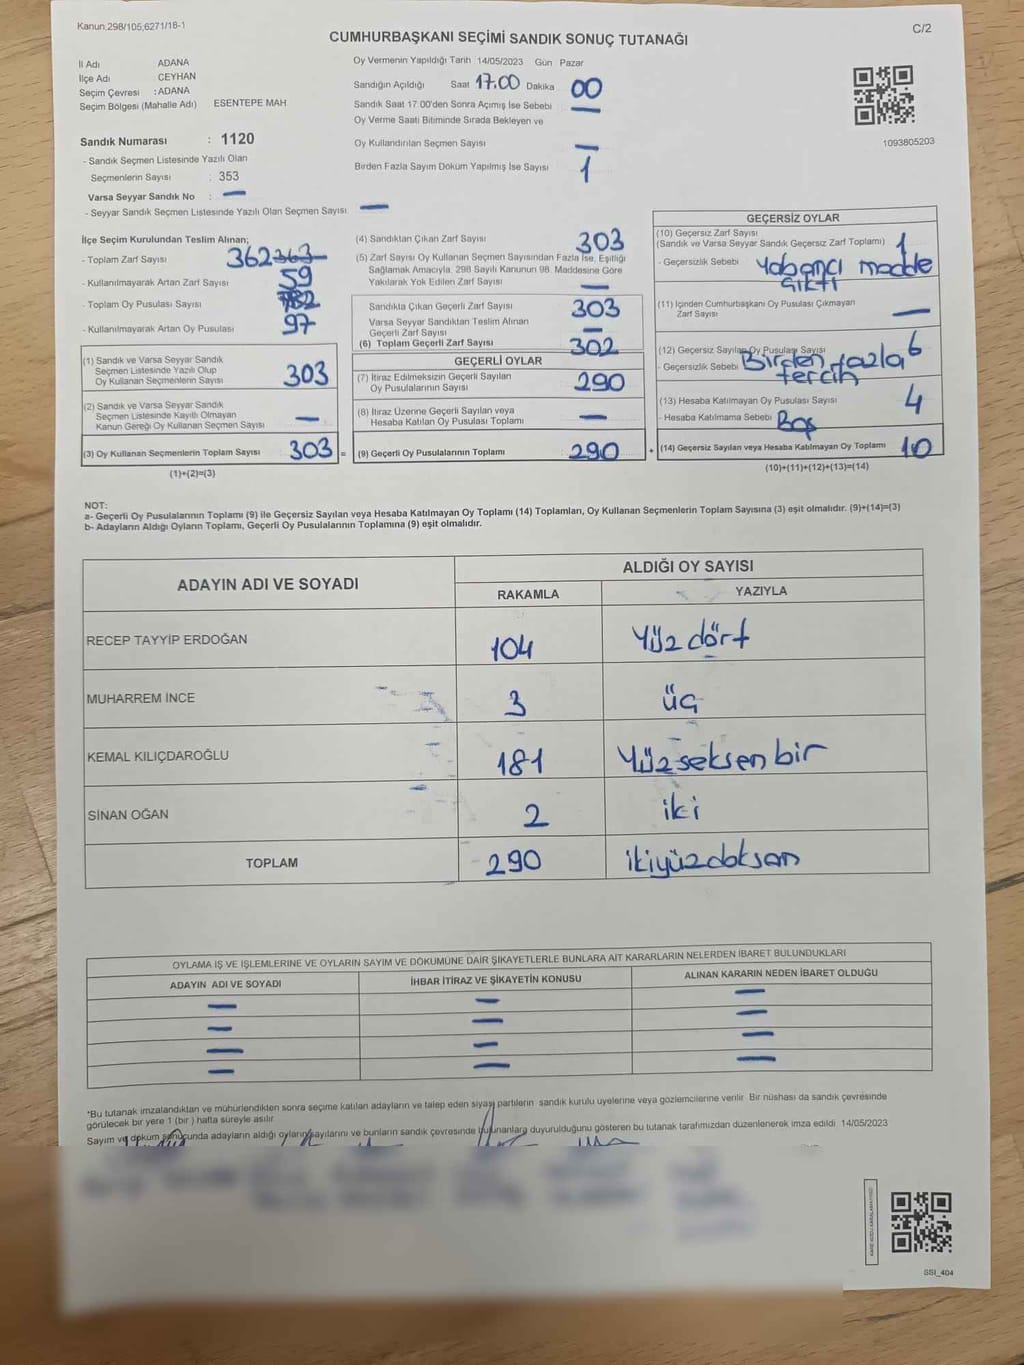 Kanun:298/105,6271/18-1
C/2
CUMHURBAŞKANI SEÇİMİ SANDIK SONUÇ TUTANAĞI
İl Adı ADANA
İlçe Adı CEYHAN
Seçim Çevresi :ADANA
Seçim Bölgesi (Mahalle Adı) ESENTEPE MAH
Sandık Numarası : 1120
- Sandık Seçmen Listesinde Yazılı Olan
Seçmenlerin Sayısı : 353
Varsa Seyyar Sandık No : —
- Seyyar Sandık Seçmen Listesinde Yazılı Olan Seçmen Sayısı —
Oy Vermenin Yapıldığı Tarih 14/05/2023 Gün Pazar
Sandığın Açıldığı Saat 17.00 Dakika 00
Sandık Saat 17.00'den Sonra Açımış İse Sebebi —
Oy Verme Saati Bitiminde Sırada Bekleyen ve
Oy Kullandırılan Seçmen Sayısı —
Birden Fazla Sayım Döküm Yapılmış İse Sayısı 1
1093805203
İlçe Seçim Kurulundan Teslim Alınan;
- Toplam Zarf Sayısı 362 363
- Kullanılmayarak Artan Zarf Sayısı 59
- Toplam Oy Pusulası Sayısı
- Kullanılmayarak Artan Oy Pusulası 97
(1) Sandık ve Varsa Seyyar Sandık
Seçmen Listesinde Yazılı Olup
Oy Kullanan Seçmenlerin Sayısı 303
(2) Sandık ve Varsa Seyyar Sandık
Seçmen Listesinde Kayıtlı Olmayan
Kanun Gereği Oy Kullanan Seçmen Sayısı —
(3) Oy Kullanan Seçmenlerin Toplam Sayısı 303 =
(1)+(2)=(3)
(4) Sandıktan Çıkan Zarf Sayısı 303
(5) Zarf Sayısı Oy Kullanan Seçmen Sayısından Fazla İse, Eşitliği
Sağlamak Amacıyla, 298 Sayılı Kanunun 98. Maddesine Göre
Yakılarak Yok Edilen Zarf Sayısı —
Sandıkta Çıkan Geçerli Zarf Sayısı 303
Varsa Seyyar Sandıktan Teslim Alınan
Geçerli Zarf Sayısı —
(6) Toplam Geçerli Zarf Sayısı 302
GEÇERLİ OYLAR
(7) İtiraz Edilmeksizin Geçerli Sayılan
Oy Pusulalarının Sayısı 290
(8) İtiraz Üzerine Geçerli Sayılan veya
Hesaba Katılan Oy Pusulası Toplamı —
(9) Geçerli Oy Pusulalarının Toplamı 290 +
GEÇERSİZ OYLAR
(10) Geçersiz Zarf Sayısı
(Sandık ve Varsa Seyyar Sandık Geçersiz Zarf Toplamı) 1
- Geçersizlik Sebebi Yabancı madde
çıktı
(11) İçinden Cumhurbaşkanı Oy Pusulası Çıkmayan
Zarf Sayısı —
(12) Geçersiz Sayılan Oy Pusulası Sayısı 6
- Geçersizlik Sebebi Birden fazla
tercih
(13) Hesaba Katılmayan Oy Pusulası Sayısı 4
- Hesaba Katılmama Sebebi Boş
(14) Geçersiz Sayılan veya Hesaba Katılmayan Oy Toplamı 10
(10)+(11)+(12)+(13)=(14)
NOT:
a- Geçerli Oy Pusulalarının Toplamı (9) ile Geçersiz Sayılan veya Hesaba Katılmayan Oy Toplamı (14) Toplamları, Oy Kullanan Seçmenlerin Toplam Sayısına (3) eşit olmalıdır. (9)+(14)=(3)
b- Adayların Aldığı Oyların Toplamı, Geçerli Oy Pusulalarının Toplamına (9) eşit olmalıdır.
ADAYIN ADI VE SOYADI
ALDIĞI OY SAYISI
RAKAMLA YAZIYLA
RECEP TAYYİP ERDOĞAN 104 Yüz dört
MUHARREM İNCE 3 üç
KEMAL KILIÇDAROĞLU 181 Yüzseksen bir
SİNAN OĞAN 2 iki
TOPLAM 290 ikiyüzdoksan
OYLAMA İŞ VE İŞLEMLERİNE VE OYLARIN SAYIM VE DÖKÜMÜNE DAİR ŞİKAYETLERLE BUNLARA AİT KARARLARIN NELERDEN İBARET BULUNDUKLARI
ADAYIN ADI VE SOYADI İHBAR İTİRAZ VE ŞİKAYETİN KONUSU ALINAN KARARIN NEDEN İBARET OLDUĞU
— — —
— — —
— — —
— — —
*Bu tutanak imzalandıktan ve mühürlendikten sonra seçime katılan adayların ve talep eden siyasi partilerin sandık kurulu üyelerine veya gözlemcilerine verilir. Bir nüshası da sandık çevresinde
görülecek bir yere 1 (bir) hafta süreyle asılır.
Sayım ve döküm sonucunda adayların aldığı oyların sayılarını ve bunların sandık çevresinde bulunanlara duyurulduğunu gösteren bu tutanak tarafımızdan düzenlenerek imza edildi. 14/05/2023
SSI_404